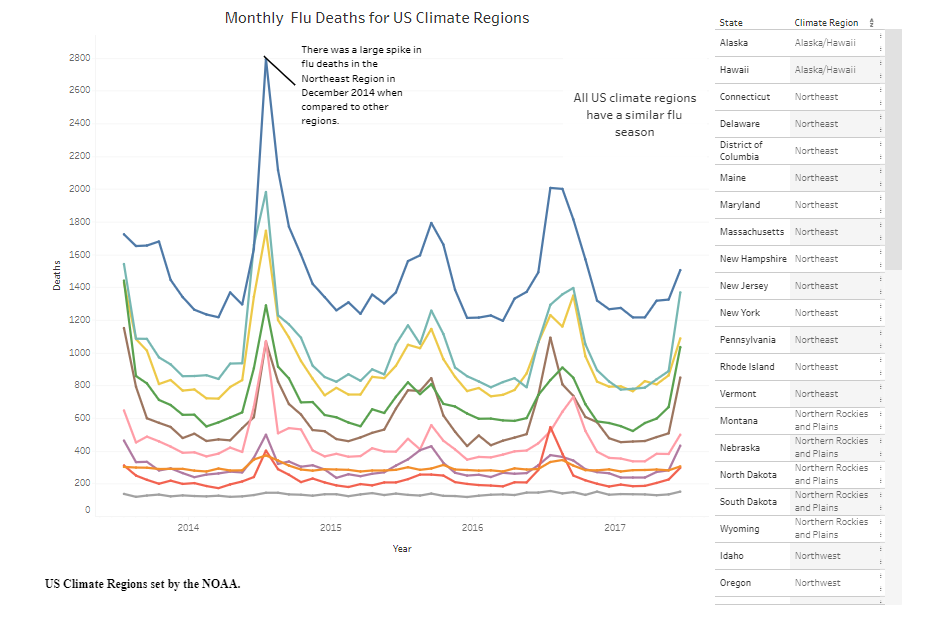 Monthly  Flu Deaths for US Climate Regions
There was a large spike in
flu deaths in the
Northeast Region in
December 2014 when
compared to other
regions.
All US climate regions
have a similar flu
season
Deaths
2800
2600
2400
2200
2000
1800
1600
1400
1200
1000
800
600
400
200
0
2014
2015
2016
2017
Year
US Climate Regions set by the NOAA.
State Climate Region
Alaska Alaska/Hawaii
Hawaii Alaska/Hawaii
Connecticut Northeast
Delaware Northeast
District of
Columbia Northeast
Maine Northeast
Maryland Northeast
Massachusetts Northeast
New Hampshire Northeast
New Jersey Northeast
New York Northeast
Pennsylvania Northeast
Rhode Island Northeast
Vermont Northeast
Montana Northern Rockies
and Plains
Nebraska Northern Rockies
and Plains
North Dakota Northern Rockies
and Plains
South Dakota Northern Rockies
and Plains
Wyoming Northern Rockies
and Plains
Idaho Northwest
Oregon Northwest